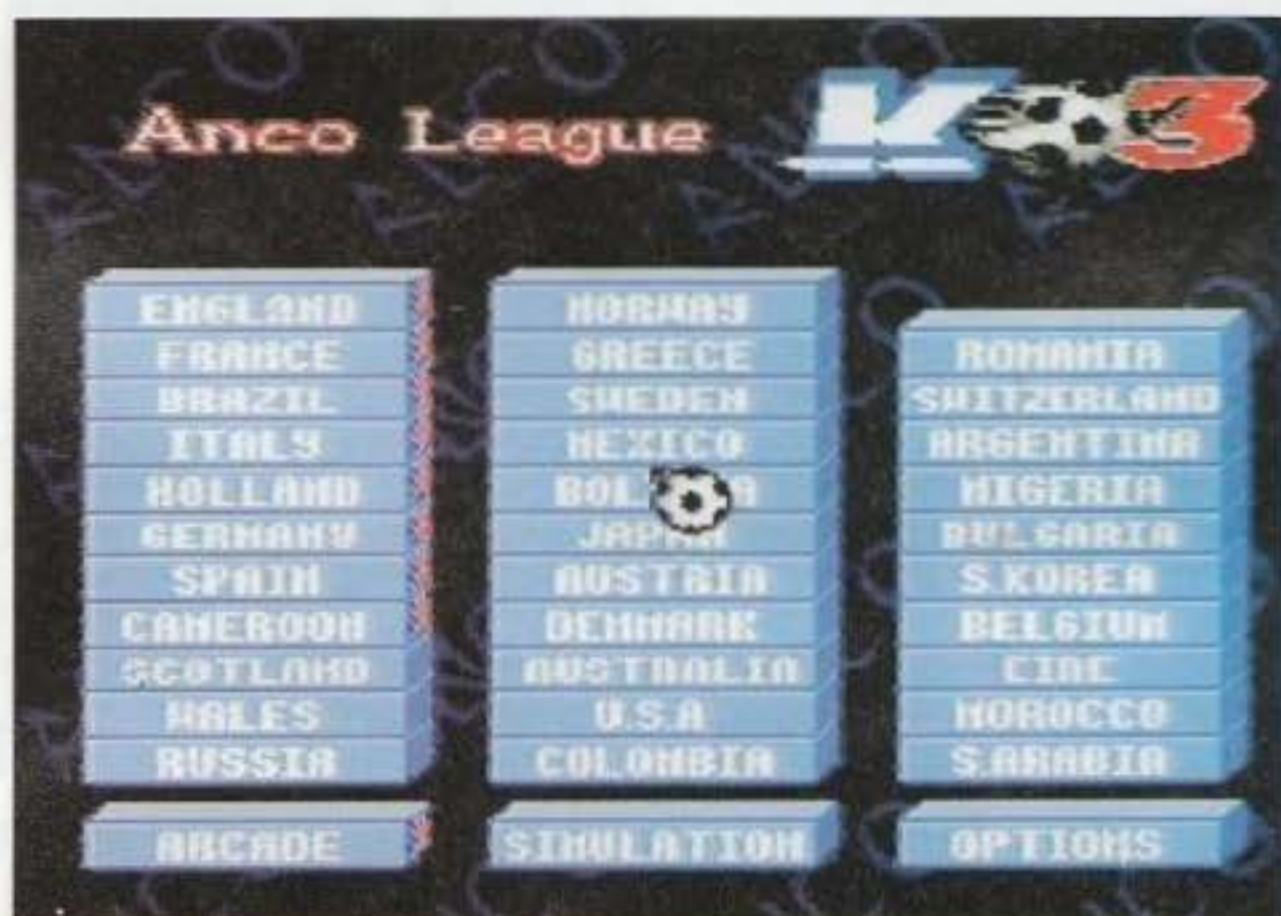 Anco League
K 3
ENGLAND
FRANCE
BRAZIL
ITALY
HOLLAND
GERMANY
SPAIN
CAMEROON
SCOTLAND
WALES
RUSSIA
NORWAY
GREECE
SWEDEN
MEXICO
JAPAN
AUSTRIA
DENMARK
AUSTRALIA
U.S.A
COLOMBIA
ROMANIA
SWITZERLAND
ARGENTINA
NIGERIA
BULGARIA
S.KOREA
BELGIUM
EIRE
MOROCCO
S.ARABIA
ARCADE
SIMULATION
OPTIONS